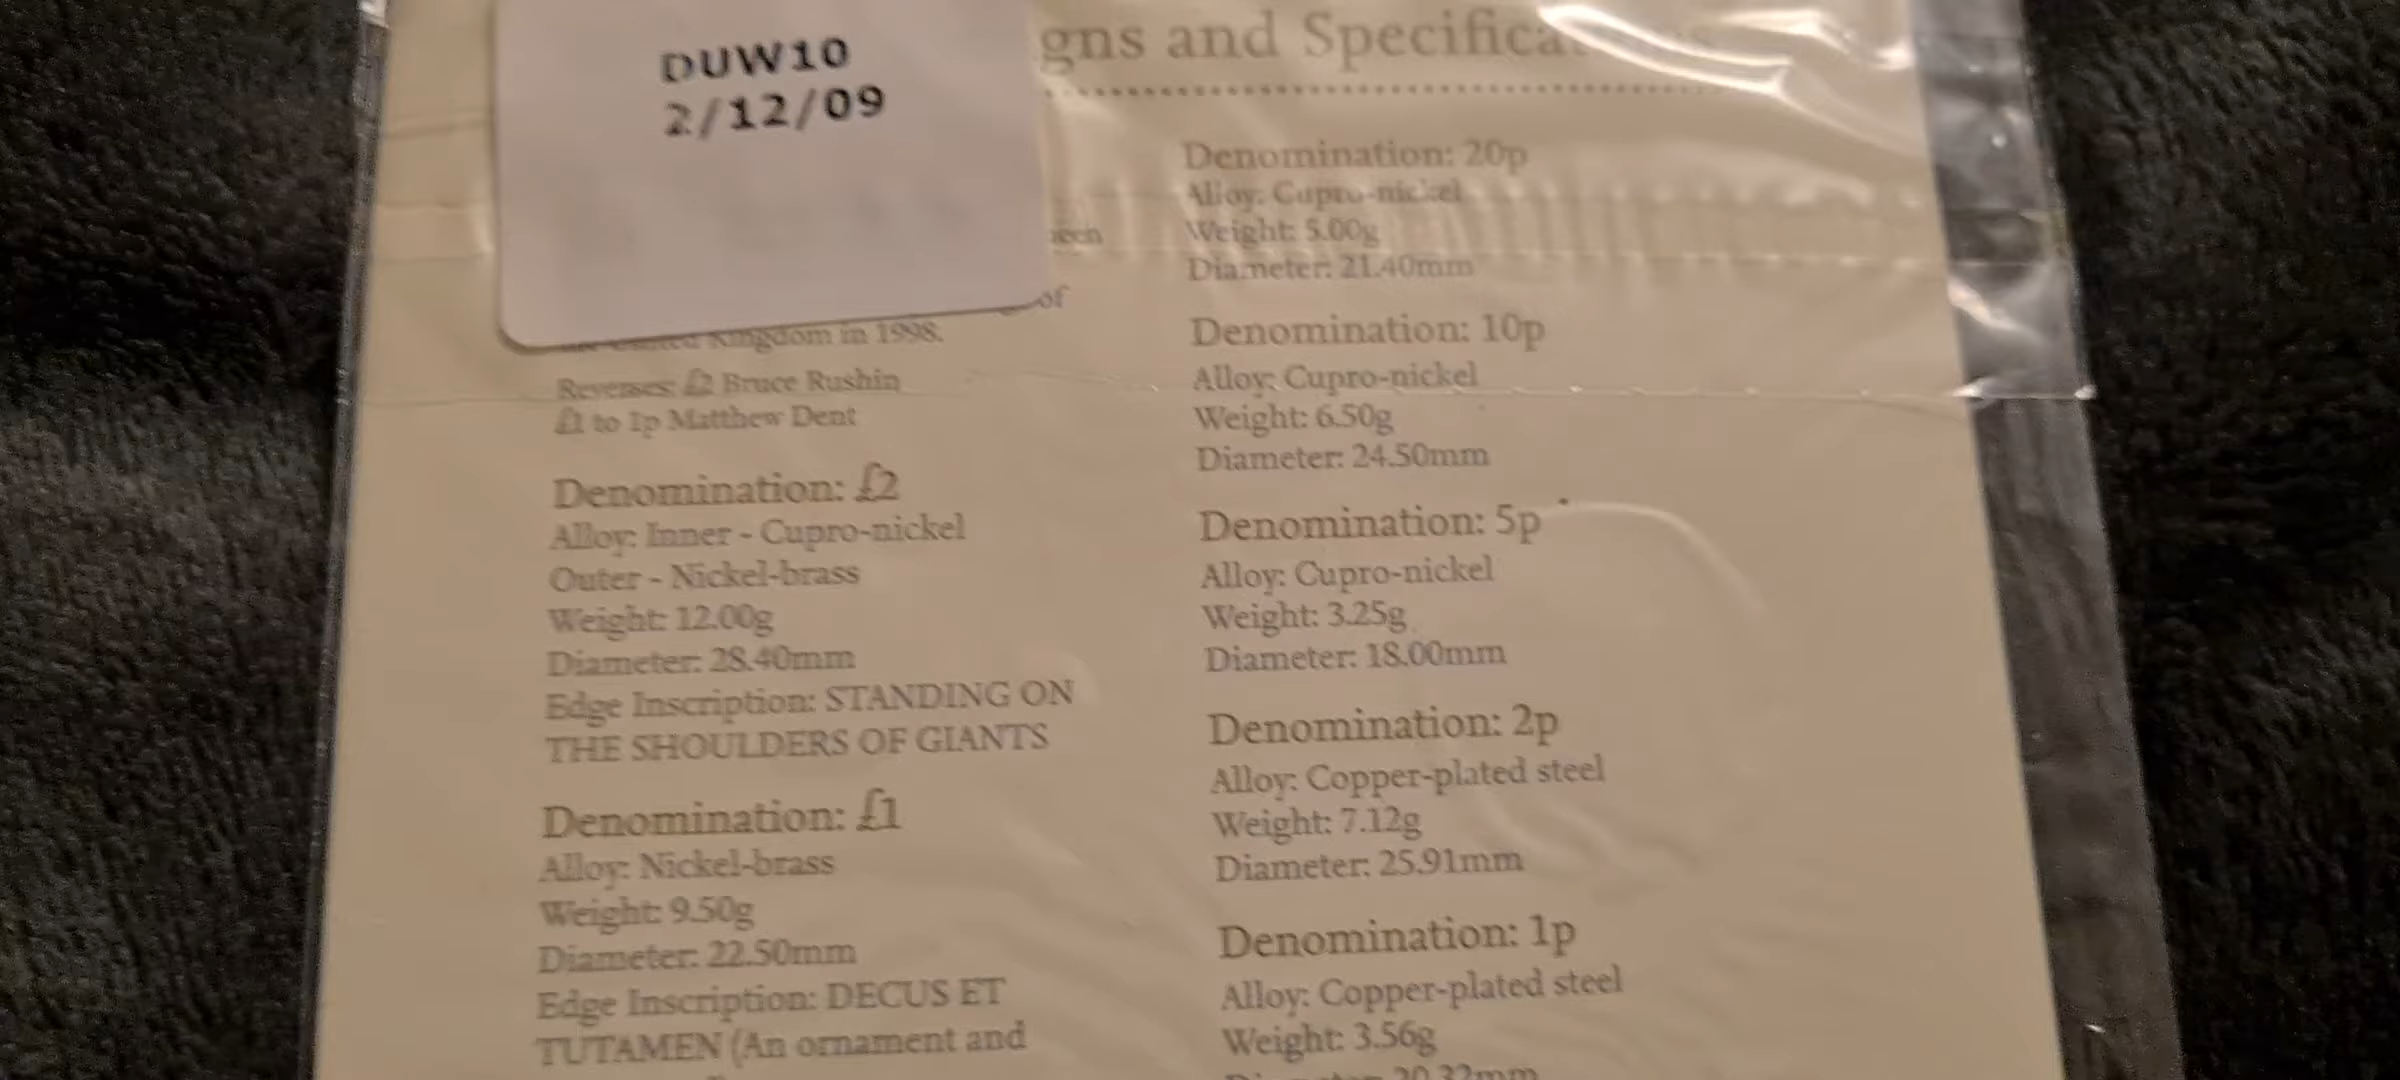 DUW10
2/12/09
gns and Specifica
of
Kingdom in 1998.
Reverses: £2 Bruce Rushin
£1 to 1p Matthew Dent
Denomination: £2
Alloy: Inner - Cupro-nickel
Outer - Nickel-brass
Weight: 12.00g
Diameter: 28.40mm
Edge Inscription: STANDING ON
THE SHOULDERS OF GIANTS
Denomination: £1
Alloy: Nickel-brass
Weight: 9.50g
Diameter: 22.50mm
Edge Inscription: DECUS ET
TUTAMEN (An ornament and
Denomination: 20p
Alloy: Cupro-nickel
Weight: 5.00g
Diameter: 21.40mm
Denomination: 10p
Alloy: Cupro-nickel
Weight: 6.50g
Diameter: 24.50mm
Denomination: 5p
Alloy: Cupro-nickel
Weight: 3.25g
Diameter: 18.00mm
Denomination: 2p
Alloy: Copper-plated steel
Weight: 7.12g
Diameter: 25.91mm
Denomination: 1p
Alloy: Copper-plated steel
Weight: 3.56g
20.32mm